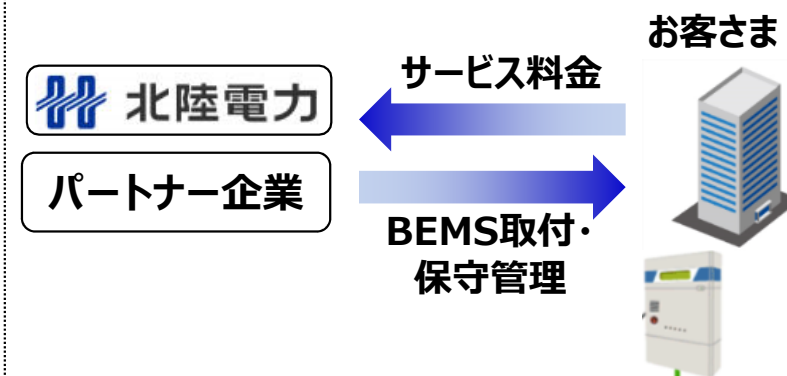 お客さま
サービス料金
北陸電力
パートナー企業
BEMS取付・
保守管理